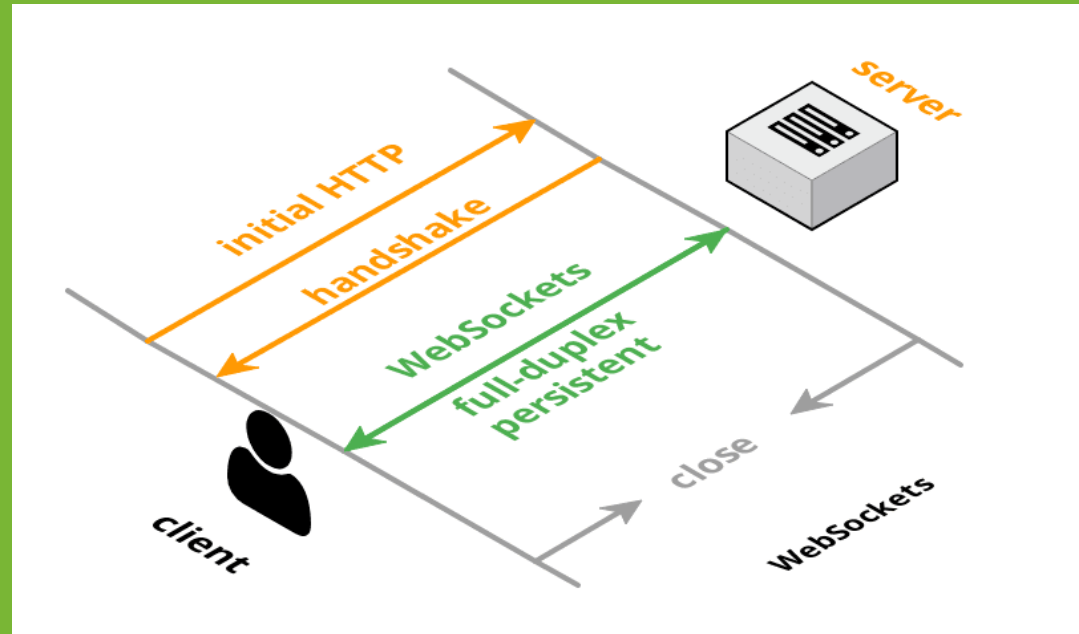 server
initial HTTP
handshake
WebSockets
full-duplex
persistent
close
client
WebSockets